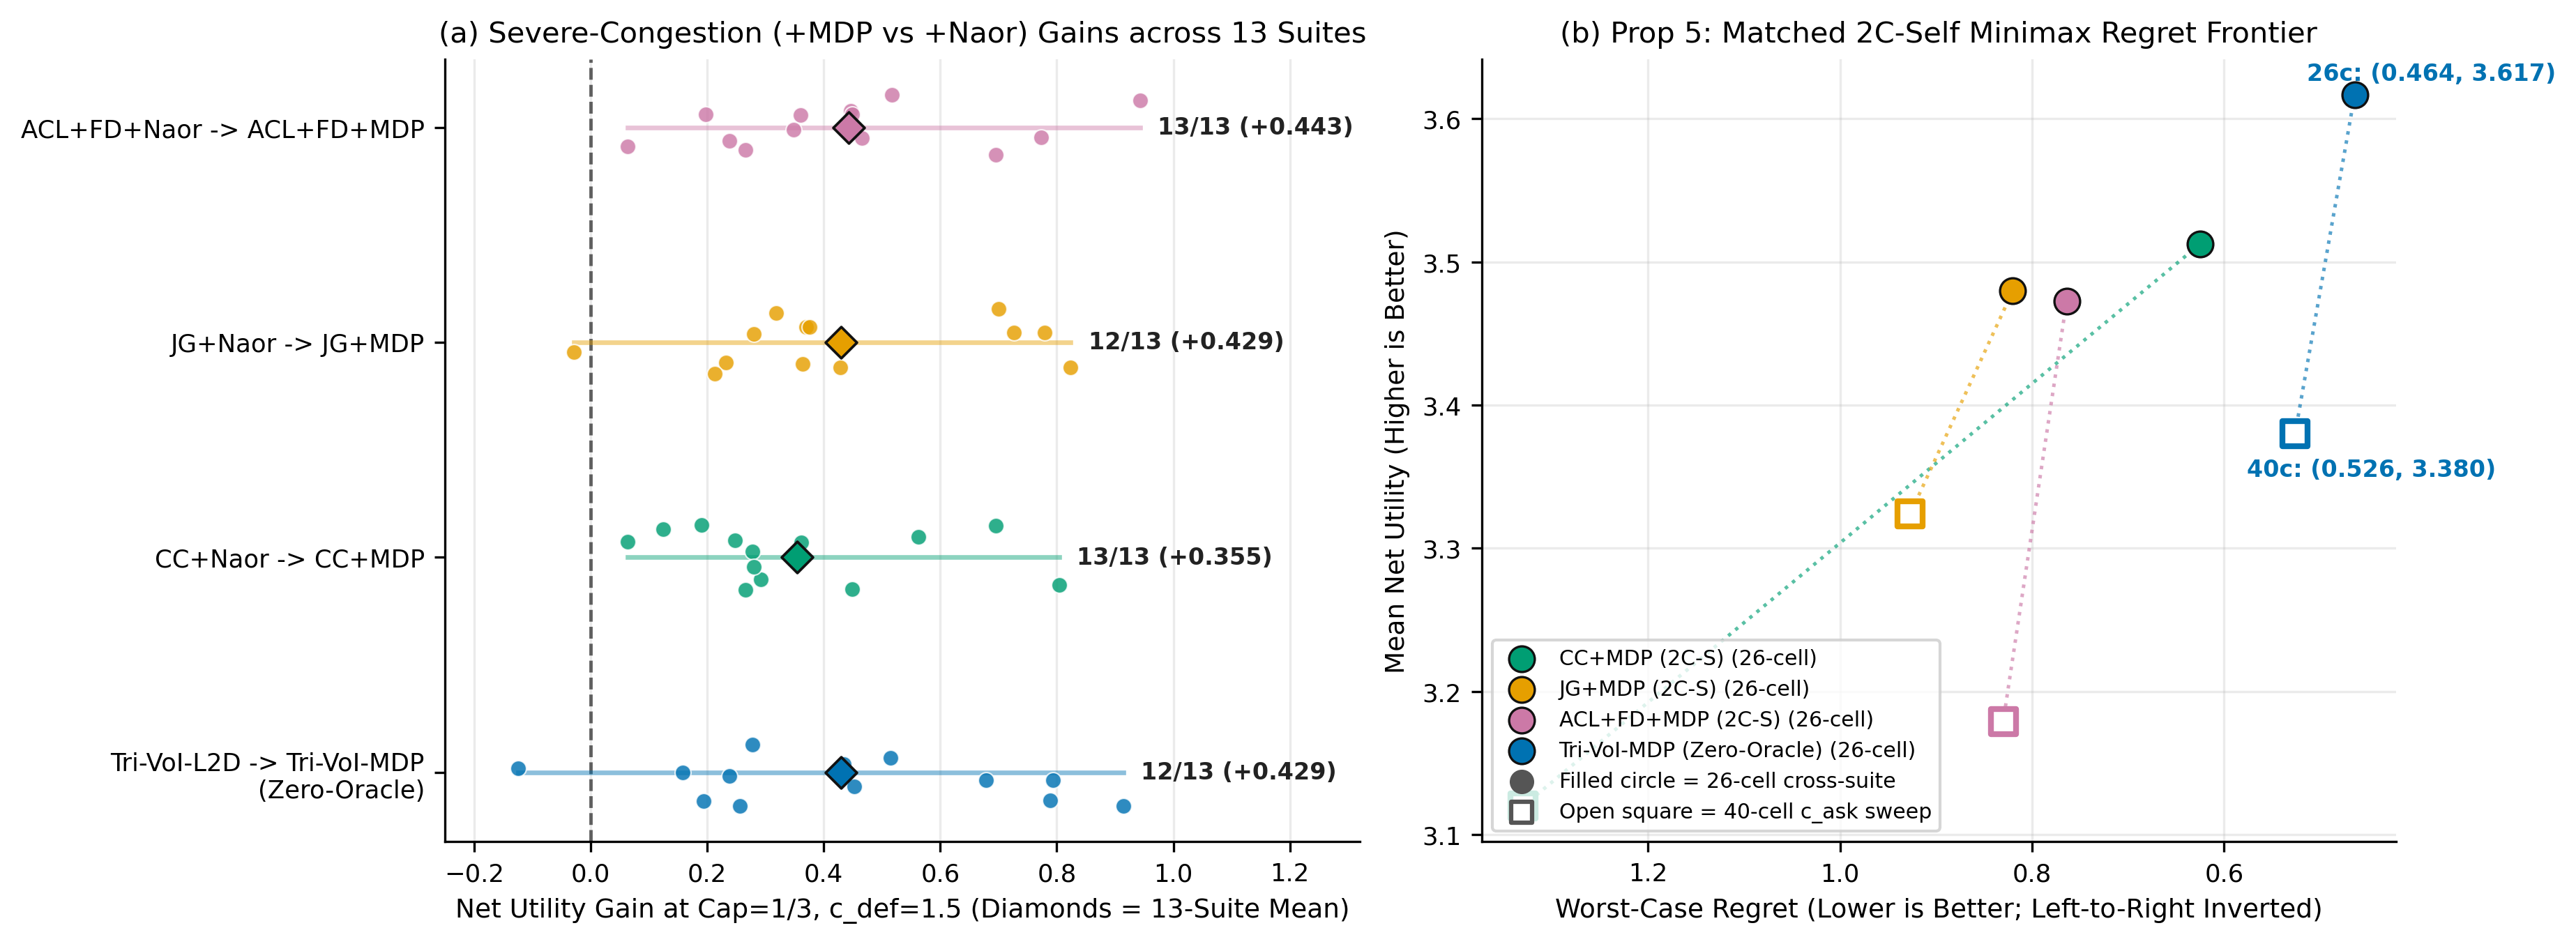 (a) Severe-Congestion (+MDP vs +Naor) Gains across 13 Suites
ACL+FD+Naor -> ACL+FD+MDP
13/13 (+0.443)
JG+Naor -> JG+MDP
12/13 (+0.429)
CC+Naor -> CC+MDP
13/13 (+0.355)
Tri-VoI-L2D -> Tri-VoI-MDP
(Zero-Oracle)
12/13 (+0.429)
−0.2 0.0 0.2 0.4 0.6 0.8 1.0 1.2
Net Utility Gain at Cap=1/3, c_def=1.5 (Diamonds = 13-Suite Mean)
(b) Prop 5: Matched 2C-Self Minimax Regret Frontier
Mean Net Utility (Higher is Better)
3.6
3.5
3.4
3.3
3.2
3.1
26c: (0.464, 3.617)
40c: (0.526, 3.380)
CC+MDP (2C-S) (26-cell)
JG+MDP (2C-S) (26-cell)
ACL+FD+MDP (2C-S) (26-cell)
Tri-VoI-MDP (Zero-Oracle) (26-cell)
Filled circle = 26-cell cross-suite
Open square = 40-cell c_ask sweep
1.2 1.0 0.8 0.6
Worst-Case Regret (Lower is Better; Left-to-Right Inverted)